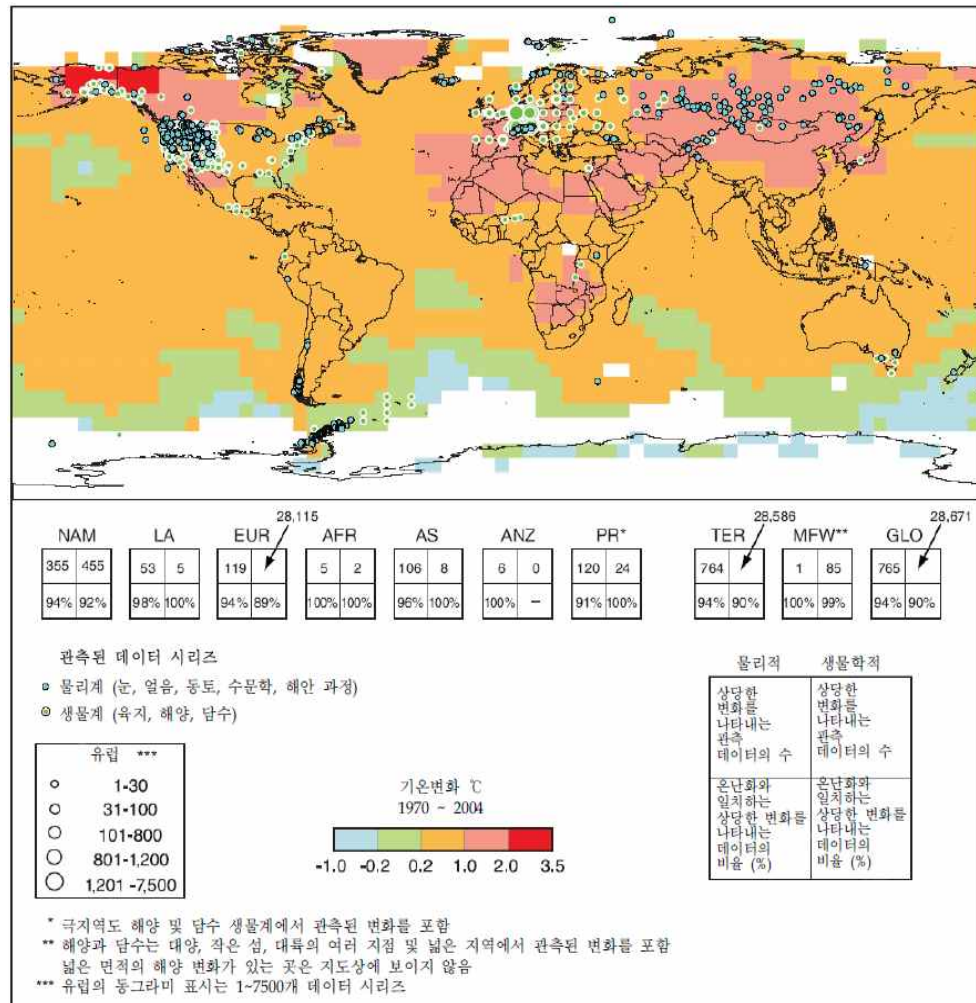 28,115
28,586
28,671
NAM LA EUR AFR AS ANZ PR* TER MFW** GLO
355 455 53 5 119 5 2 106 8 6 0 120 24 764 1 85 765
94% 92% 98% 100% 94% 89% 100% 100% 96% 100% 100% – 91% 100% 94% 90% 100% 99% 94% 90%
관측된 데이터 시리즈
물리계 (눈, 얼음, 동토, 수문학, 해안 과정)
생물계 (육지, 해양, 담수)
유럽 ***
1-30
31-100
101-800
801-1,200
1,201 -7,500
기온변화 ℃
1970 ~ 2004
-1.0 -0.2 0.2 1.0 2.0 3.5
물리적 생물학적
상당한 상당한
변화를 변화를
나타내는 나타내는
관측 관측
데이터의 수 데이터의 수
온난화와 온난화와
일치하는 일치하는
상당한 변화를 상당한 변화를
나타내는 나타내는
데이터의 데이터의
비율 (%) 비율 (%)
* 극지역도 해양 및 담수 생물계에서 관측된 변화를 포함
** 해양과 담수는 대양, 작은 섬, 대륙의 여러 지점 및 넓은 지역에서 관측된 변화를 포함
넓은 면적의 해양 변화가 있는 곳은 지도상에 보이지 않음
*** 유럽의 동그라미 표시는 1~7500개 데이터 시리즈